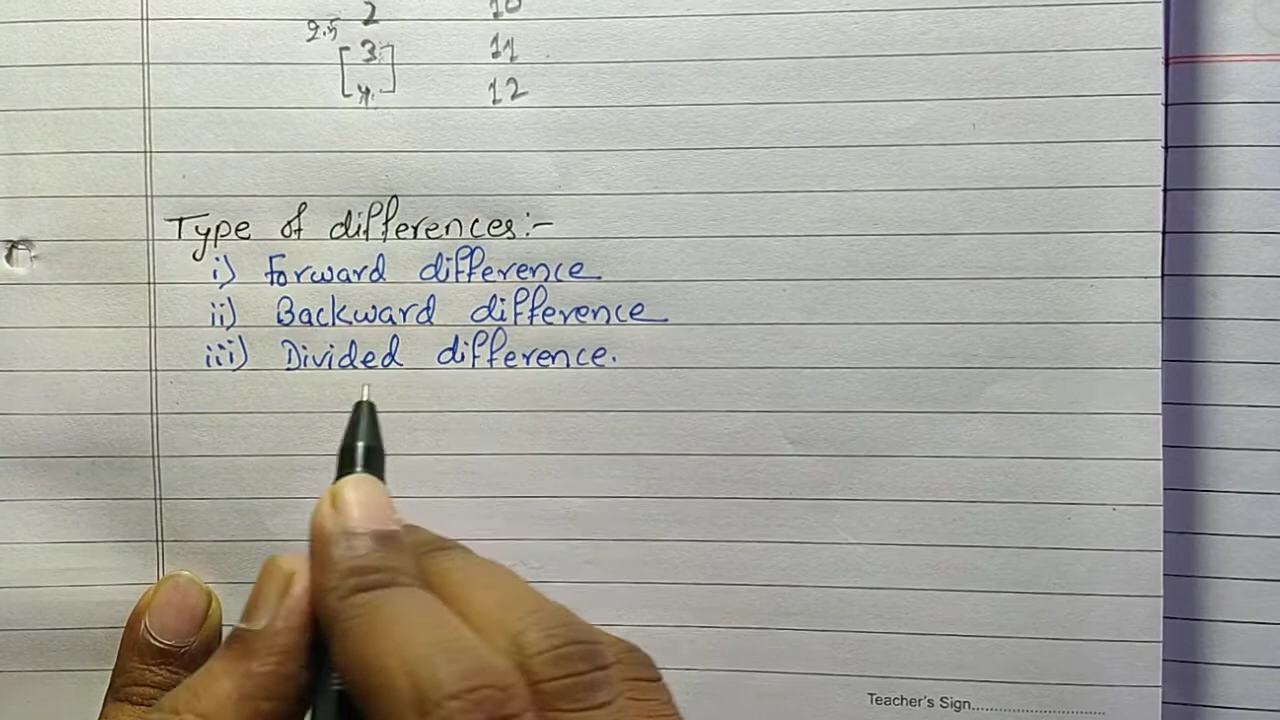 2 10
2.5
[3 11
4.] 12
Type of differences:-
i) Forward difference
ii) Backward difference
iii) Divided difference.
Teacher's Sign..............................